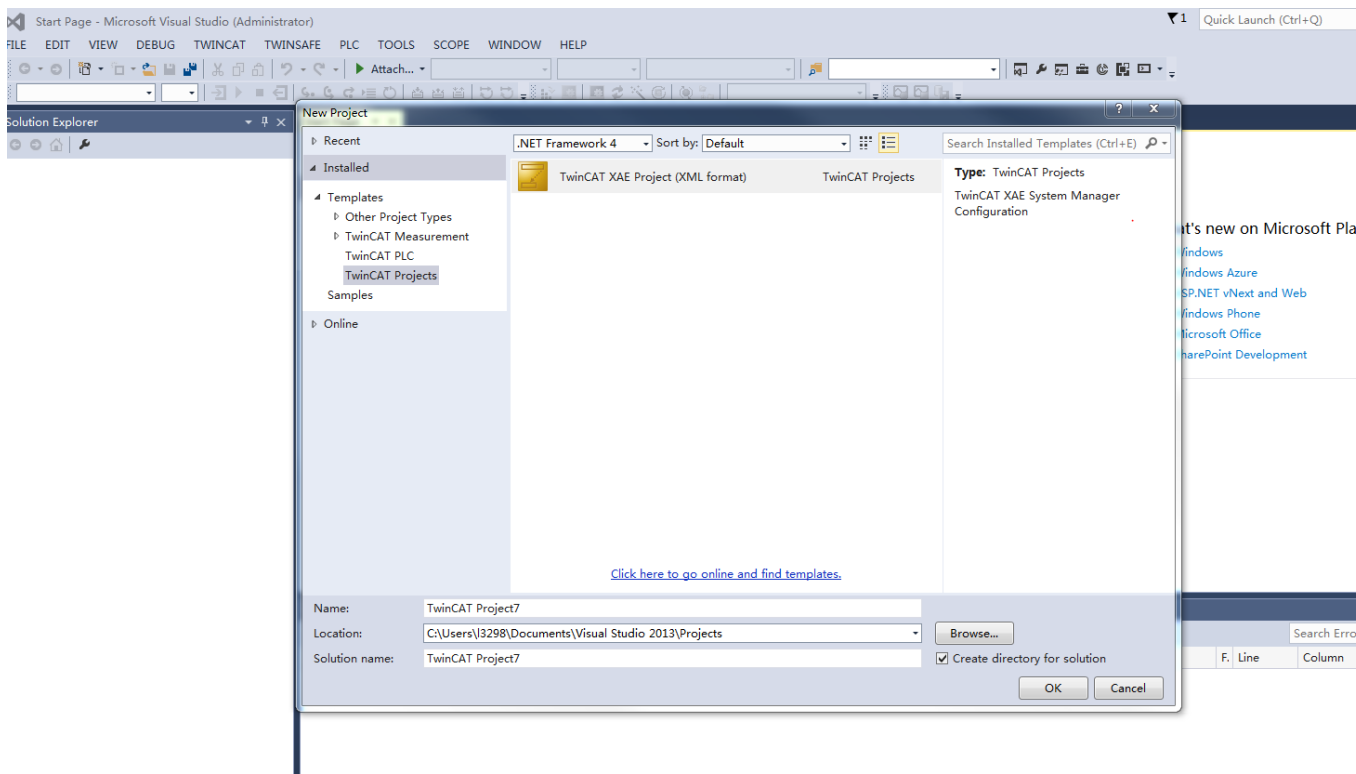 Start Page - Microsoft Visual Studio (Administrator)
1 Quick Launch (Ctrl+Q)
FILE EDIT VIEW DEBUG TWINCAT TWINSAFE PLC TOOLS SCOPE WINDOW HELP
Attach...
Solution Explorer
New Project
Recent
.NET Framework 4 Sort by: Default
Search Installed Templates (Ctrl+E)
Installed
Templates
Other Project Types
TwinCAT Measurement
TwinCAT PLC
TwinCAT Projects
Samples
Online
TwinCAT XAE Project (XML format) TwinCAT Projects
Type: TwinCAT Projects
TwinCAT XAE System Manager
Configuration
Click here to go online and find templates.
Name: TwinCAT Project7
Location: C:\Users\l3298\Documents\Visual Studio 2013\Projects Browse...
Solution name: TwinCAT Project7 Create directory for solution
OK Cancel
at's new on Microsoft Pla
indows
indows Azure
SP.NET vNext and Web
indows Phone
icrosoft Office
harePoint Development
Search Erro
F. Line Column